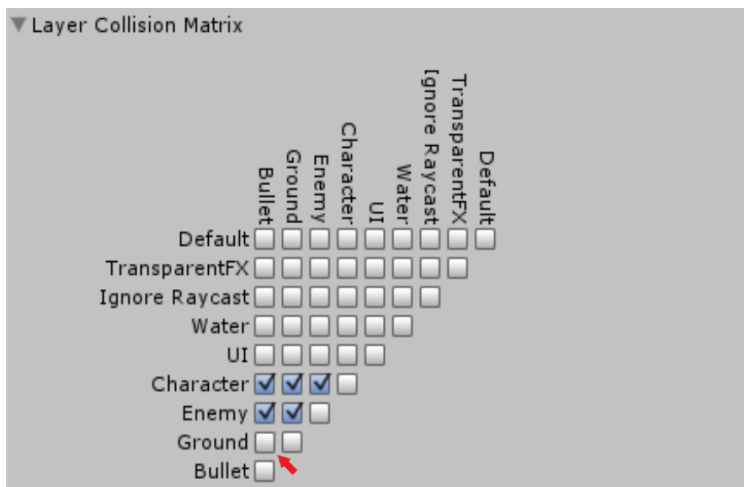 Layer Collision Matrix
Bullet
Ground
Enemy
Character
UI
Water
Ignore Raycast
TransparentFX
Default
Default
TransparentFX
Ignore Raycast
Water
UI
Character
Enemy
Ground
Bullet